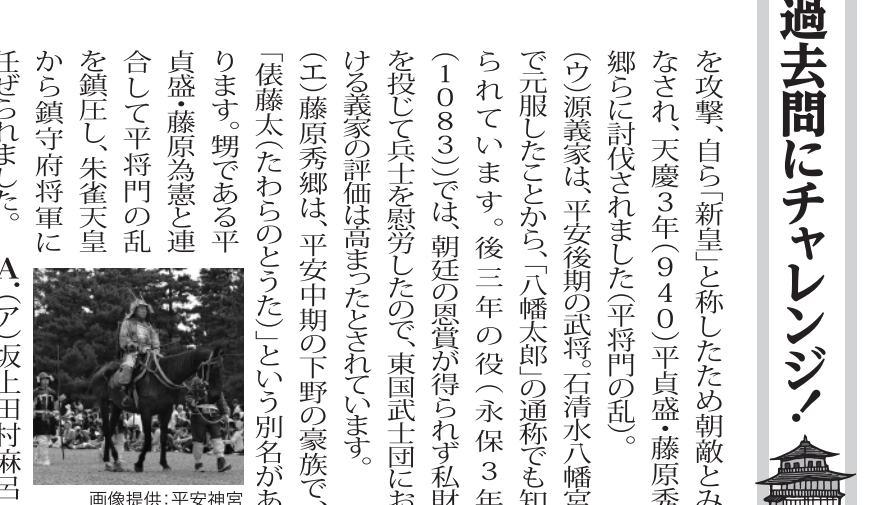 過去問にチャレンジ!
を攻撃、自ら「新皇」と称したため朝敵とみ
なされ、天慶3年(940)平貞盛・藤原秀
郷らに討伐されました(平将門の乱)。
(ウ)源義家は、平安後期の武将。石清水八幡宮
で元服したことから、「八幡太郎」の通称でも知
られています。後三年の役(永保3年
(1083))では、朝廷の恩賞が得られず私財
を投じて兵士を慰労したので、東国武士団にお
ける義家の評価は高まったとされています。
(エ)藤原秀郷は、平安中期の下野の豪族で、
「俵藤太(たわらのとうた)」という別名があ
ります。甥である平
貞盛・藤原為憲と連
合して平将門の乱
を鎮圧し、朱雀天皇
から鎮守府将軍に
任ぜられました。
A.(ア)坂上田村麻呂
画像提供:平安神宮